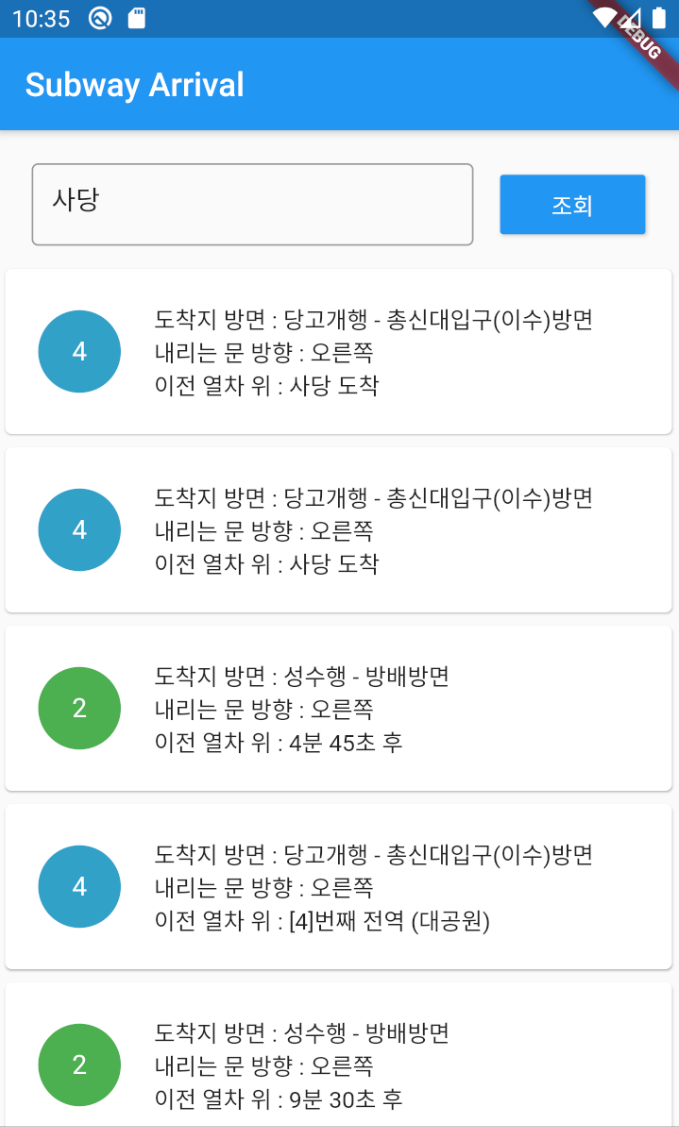 10:35
DEBUG
Subway Arrival
사당
조회
4
도착지 방면 : 당고개행 - 총신대입구(이수)방면
내리는 문 방향 : 오른쪽
이전 열차 위 : 사당 도착
4
도착지 방면 : 당고개행 - 총신대입구(이수)방면
내리는 문 방향 : 오른쪽
이전 열차 위 : 사당 도착
2
도착지 방면 : 성수행 - 방배방면
내리는 문 방향 : 오른쪽
이전 열차 위 : 4분 45초 후
4
도착지 방면 : 당고개행 - 총신대입구(이수)방면
내리는 문 방향 : 오른쪽
이전 열차 위 : [4]번째 전역 (대공원)
2
도착지 방면 : 성수행 - 방배방면
내리는 문 방향 : 오른쪽
이전 열차 위 : 9분 30초 후